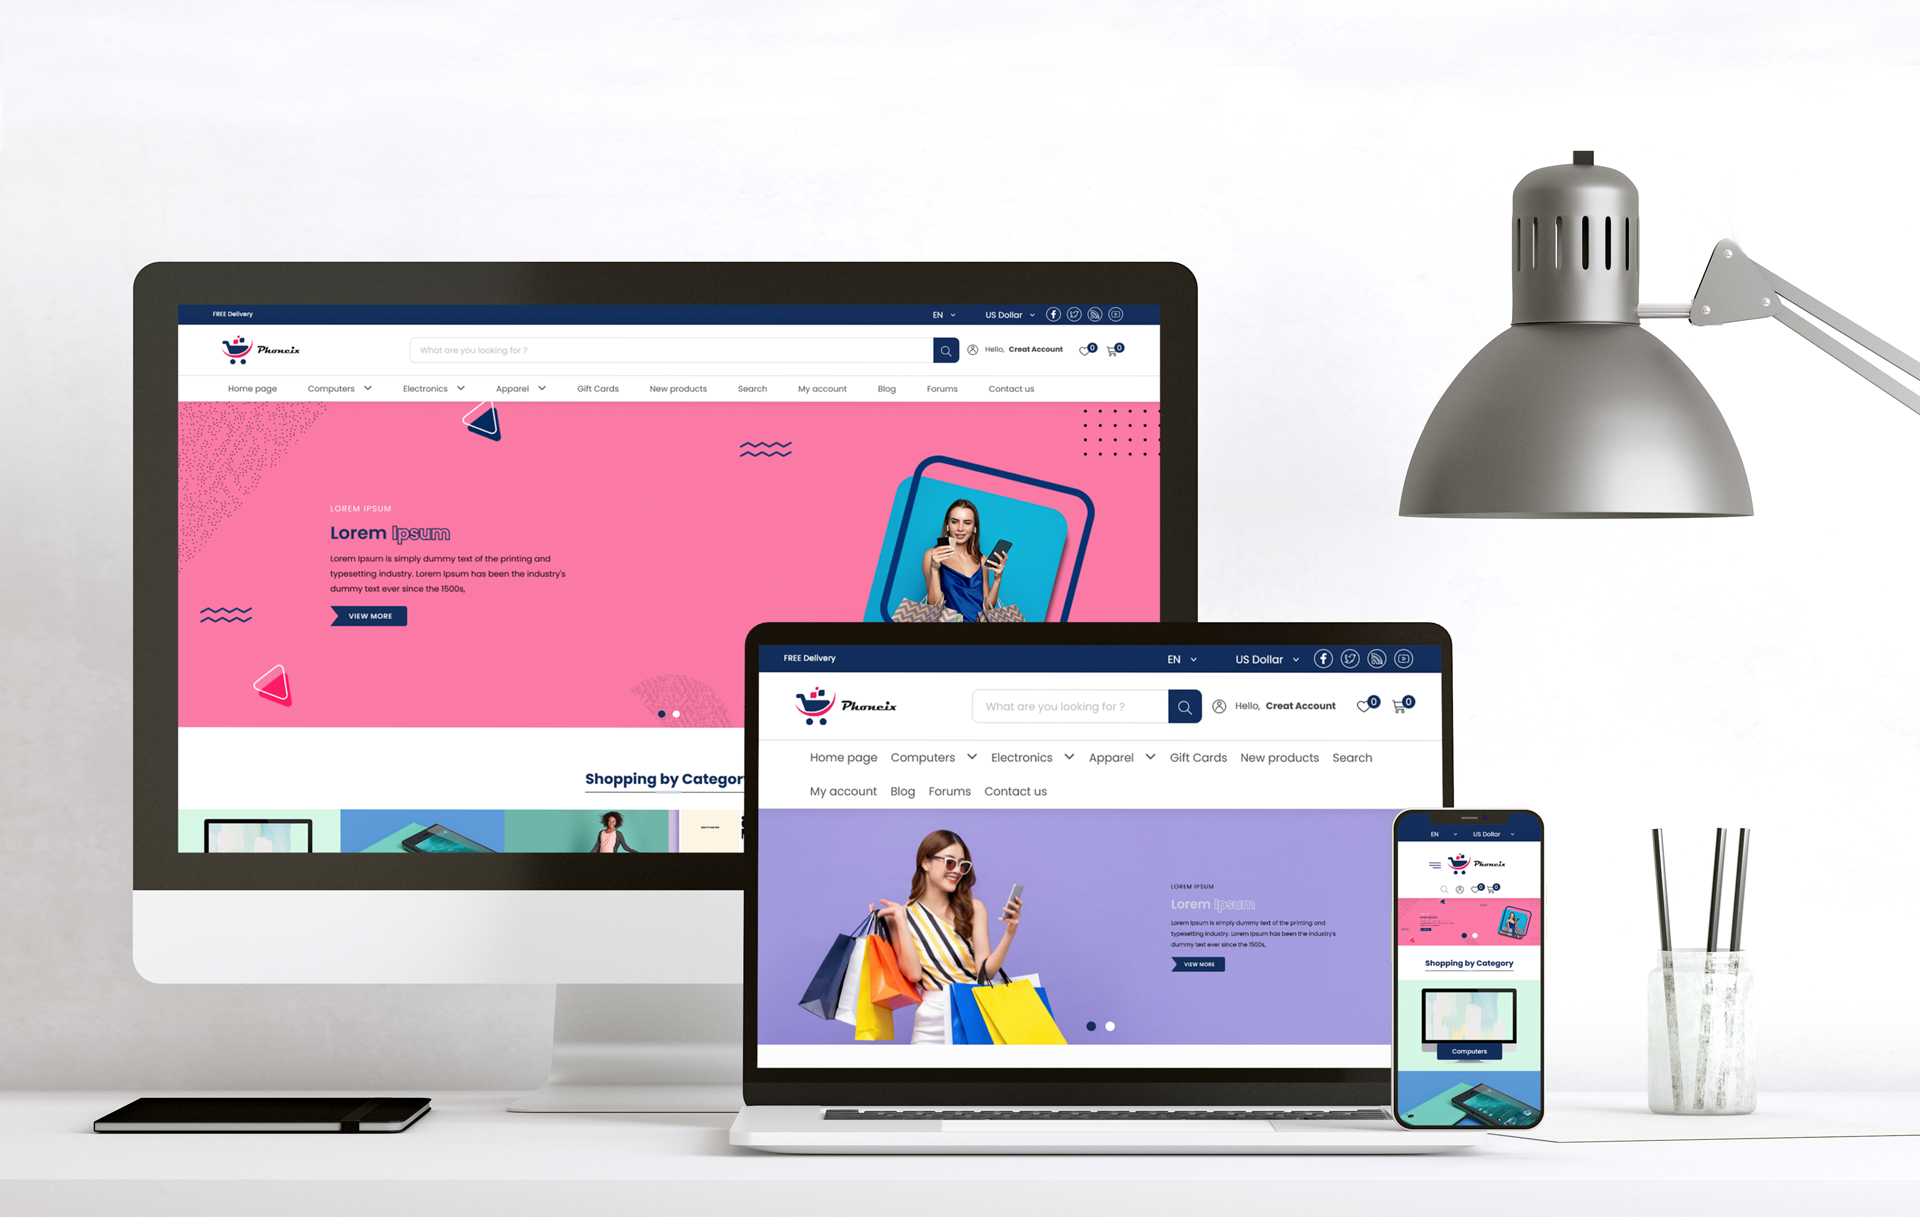 FREE Delivery
EN
US Dollar
Phoneix
What are you looking for ?
Hello, Creat Account
0
0
Home page
Computers
Electronics
Apparel
Gift Cards
New products
Search
My account
Blog
Forums
Contact us
LOREM IPSUM
Lorem Ipsum
Lorem Ipsum is simply dummy text of the printing and
typesetting industry. Lorem Ipsum has been the industry's
dummy text ever since the 1500s,
VIEW MORE
Shopping by Categor
FREE Delivery
EN
US Dollar
Phoneix
What are you looking for ?
Hello, Creat Account
0
0
Home page
Computers
Electronics
Apparel
Gift Cards
New products
Search
My account
Blog
Forums
Contact us
LOREM IPSUM
Lorem Ipsum
Lorem Ipsum is simply dummy text of the printing and
typesetting industry. Lorem Ipsum has been the industry's
dummy text ever since the 1500s,
VIEW MORE
EN
US Dollar
Phoneix
0
0
Shopping by Category
Computers